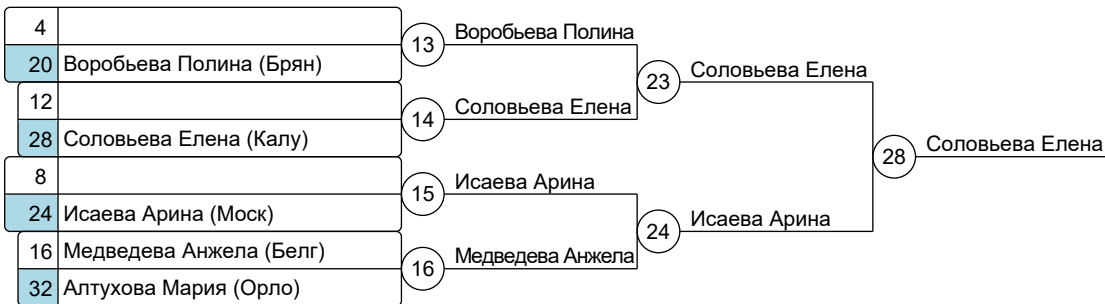 4
20 Воробьева Полина (Брян)
12
28 Соловьева Елена (Калу)
8
24 Исаева Арина (Моск)
16 Медведева Анжела (Белг)
32 Алтухова Мария (Орло)
13 Воробьева Полина
14 Соловьева Елена
15 Исаева Арина
16 Медведева Анжела
23 Соловьева Елена
24 Исаева Арина
28 Соловьева Елена